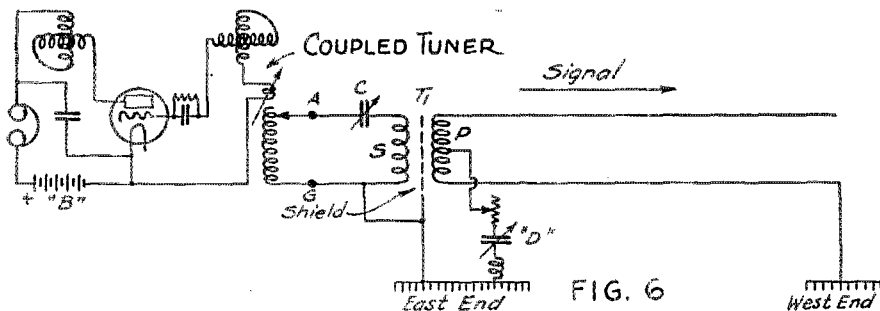 COUPLED TUNER
Signal
A
C
T1
S
P
G
Shield
"D"
+
"B"
FIG. 6
East End
West End